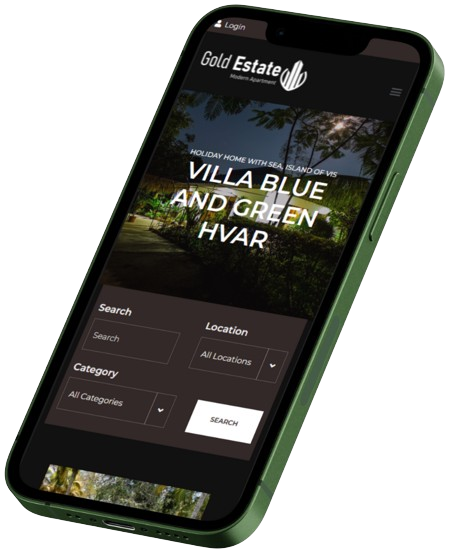 Login
Gold Estate
Modern Apartment
HOLIDAY HOME WITH SEA, ISLAND OF VIS
VILLA BLUE
AND GREEN
HVAR
Search
Location
Search
All Locations
Category
All Categories
SEARCH